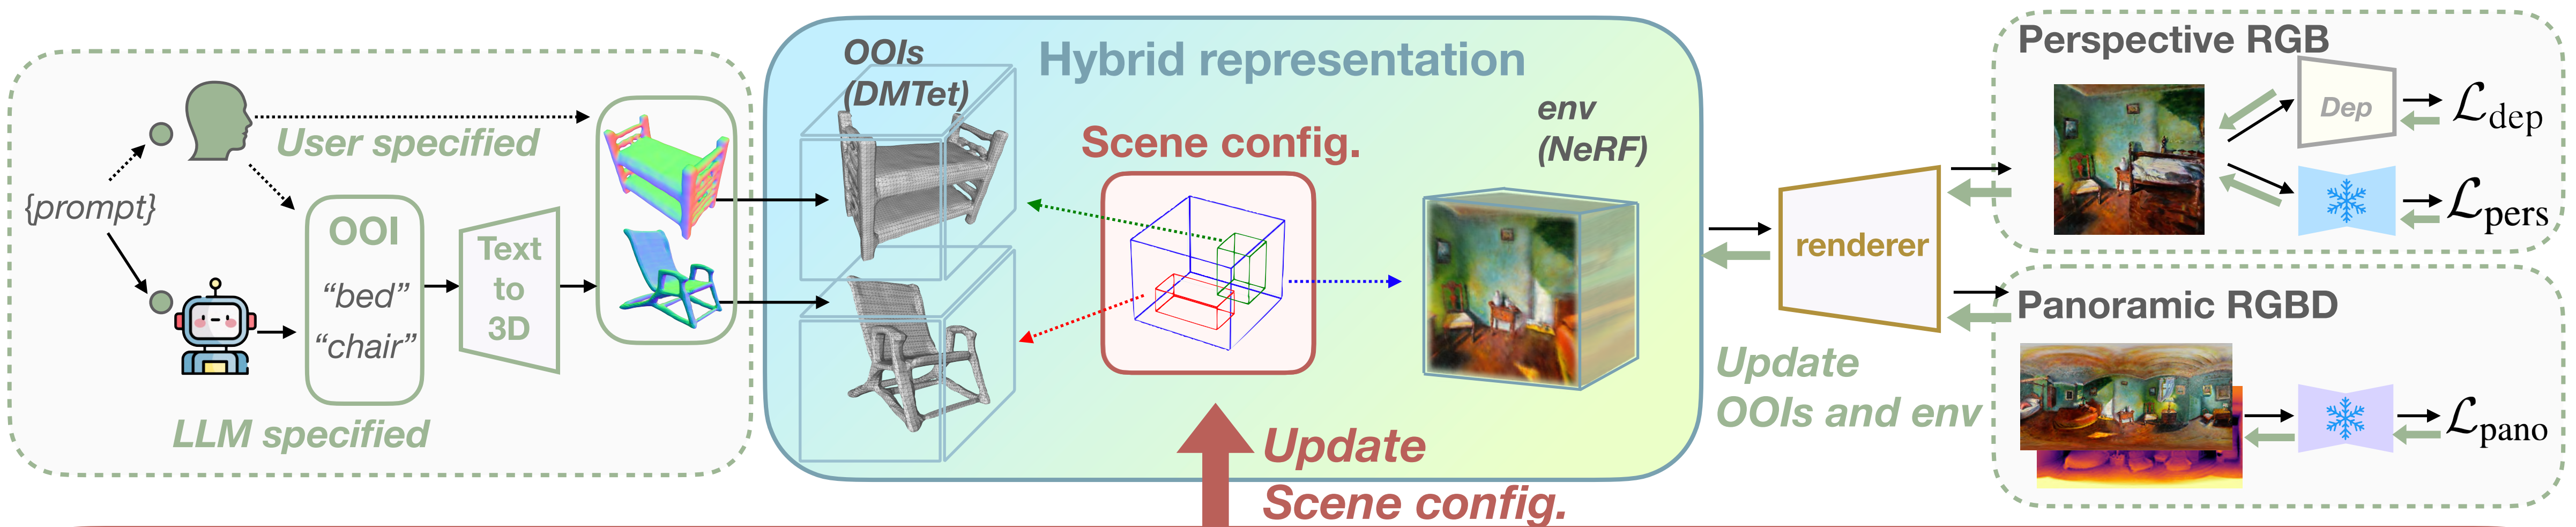 {prompt}
User specified
OOI
“bed”
“chair”
LLM specified
Text
to
3D
OOIs
(DMTet)
Hybrid representation
Scene config.
env
(NeRF)
Update
Scene config.
renderer
Update
OOIs and env
Perspective RGB
Dep
ℒdep
ℒpers
Panoramic RGBD
ℒpano